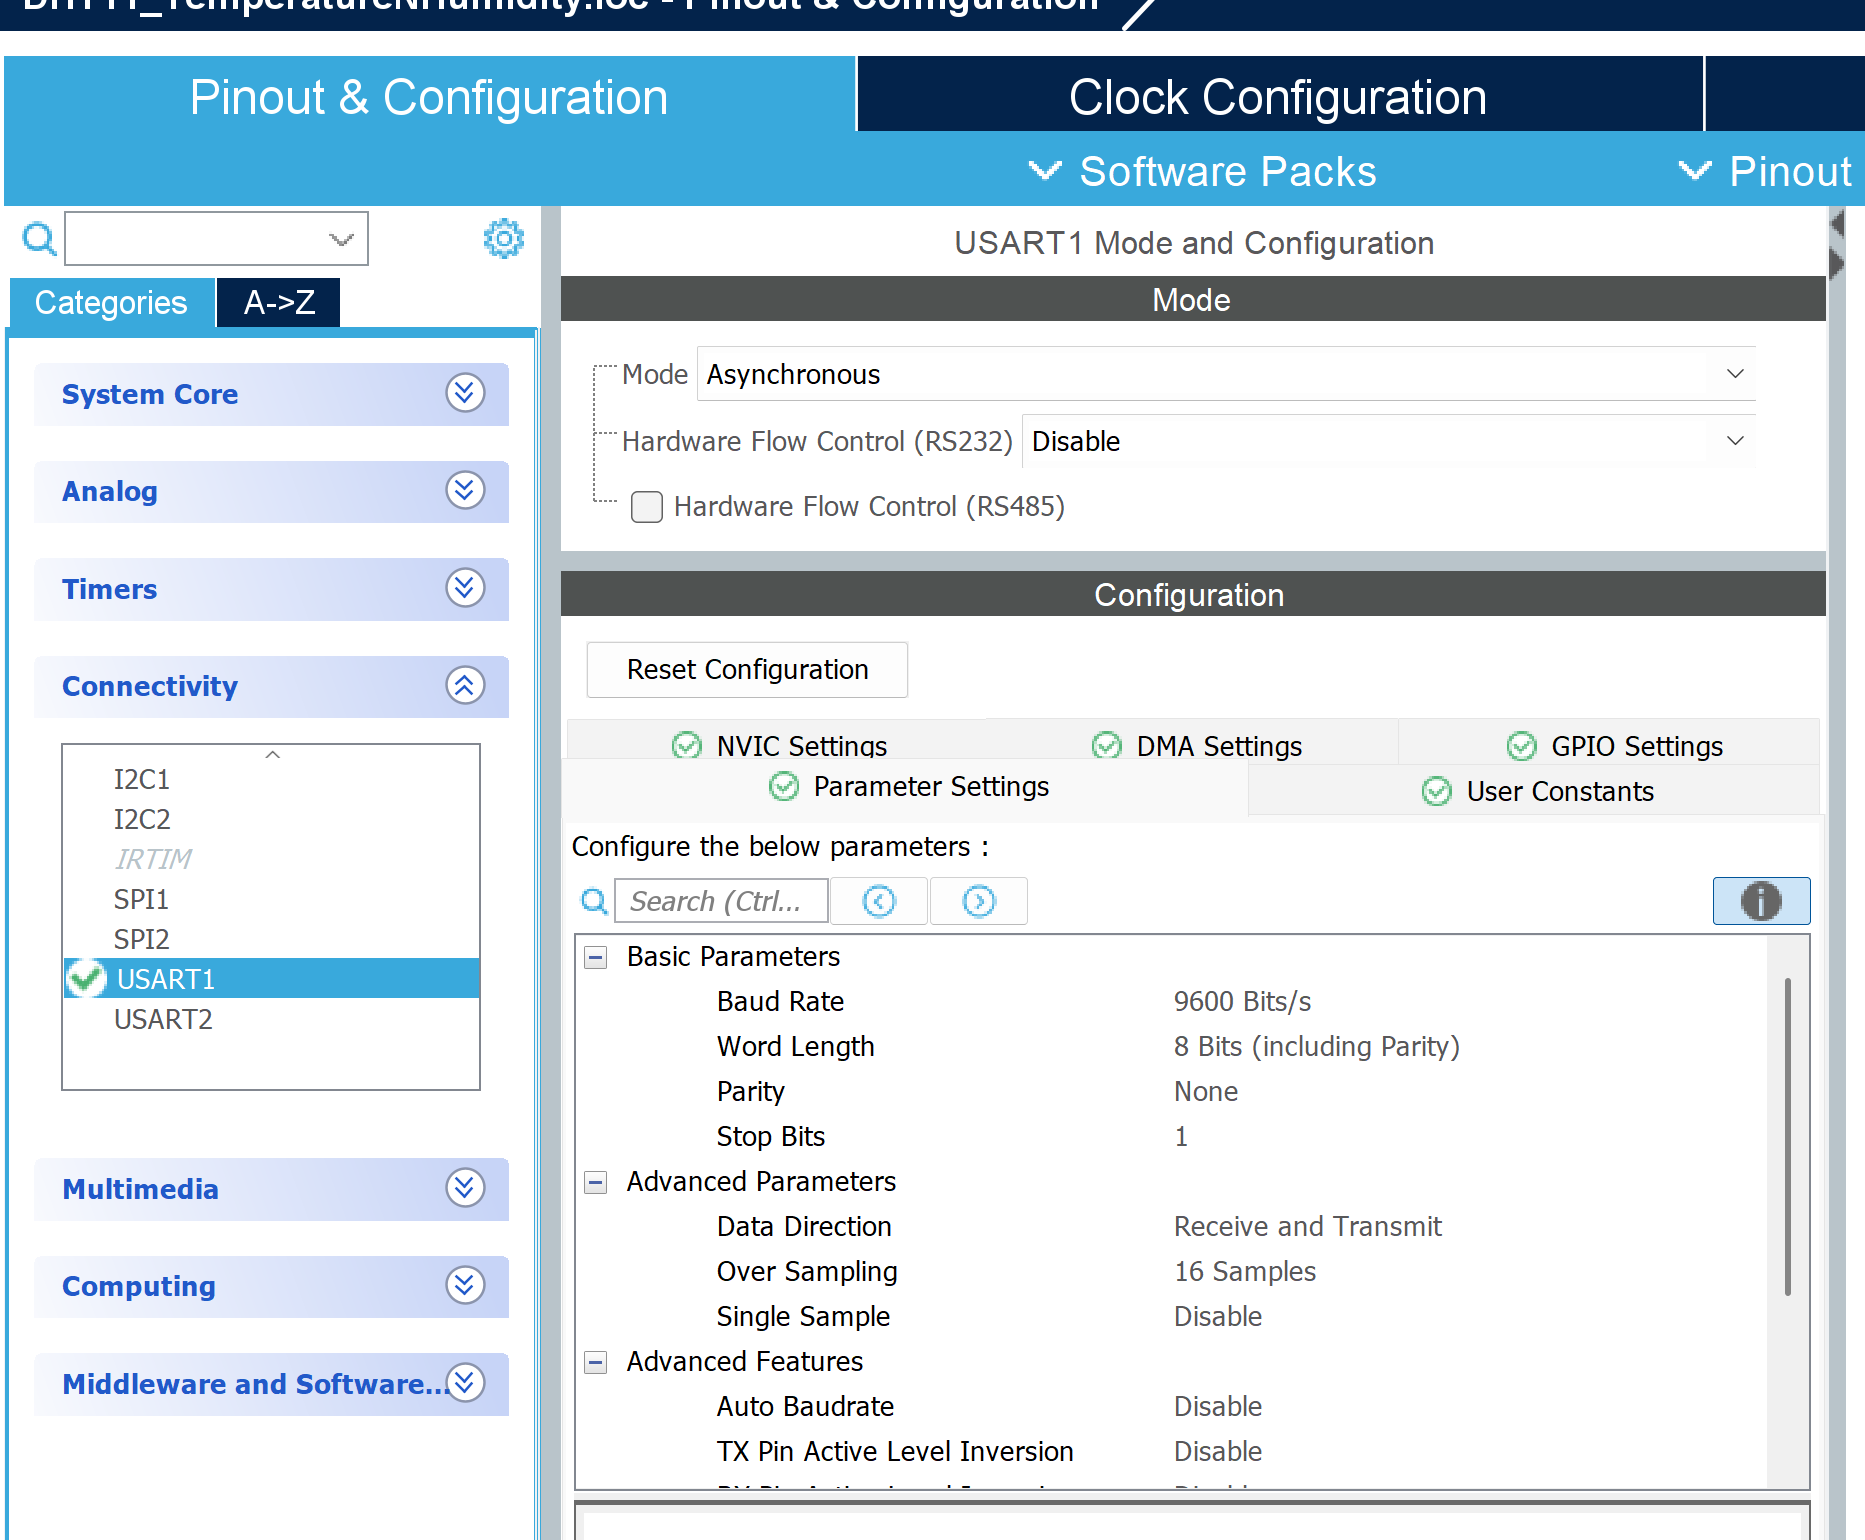 DHT11_TemperatureNHumidity.ioc - Pinout & Configuration
Pinout & Configuration
Clock Configuration
Software Packs
Pinout
Categories
A->Z
System Core
Analog
Timers
Connectivity
I2C1
I2C2
IRTIM
SPI1
SPI2
USART1
USART2
Multimedia
Computing
Middleware and Software...
USART1 Mode and Configuration
Mode
Mode Asynchronous
Hardware Flow Control (RS232) Disable
Hardware Flow Control (RS485)
Configuration
Reset Configuration
NVIC Settings
DMA Settings
GPIO Settings
Parameter Settings
User Constants
Configure the below parameters :
Search (Ctrl...
Basic Parameters
Baud Rate 9600 Bits/s
Word Length 8 Bits (including Parity)
Parity None
Stop Bits 1
Advanced Parameters
Data Direction Receive and Transmit
Over Sampling 16 Samples
Single Sample Disable
Advanced Features
Auto Baudrate Disable
TX Pin Active Level Inversion Disable